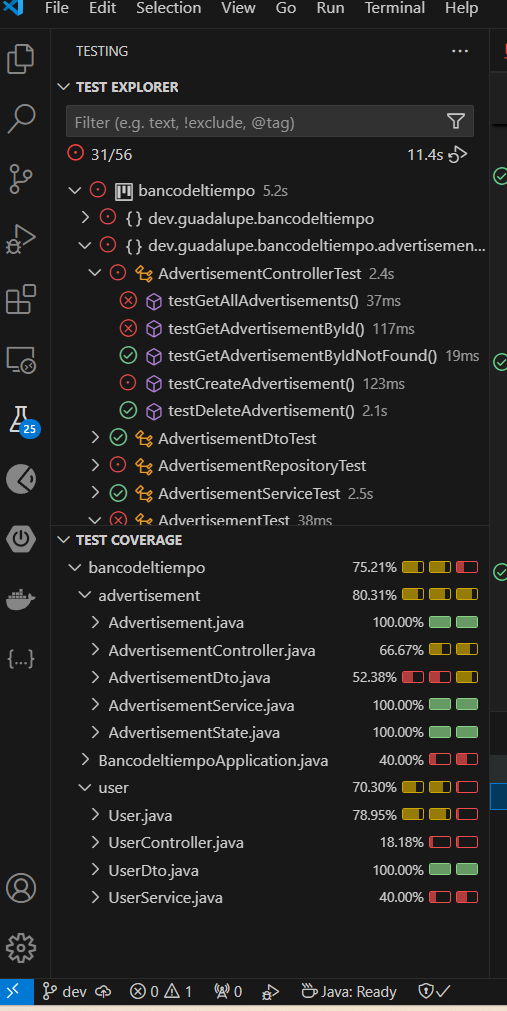 File Edit Selection View Go Run Terminal Help
TESTING
TEST EXPLORER
Filter (e.g. text, !exclude, @tag)
31/56 11.4s
bancodeltiempo 5.2s
{ } dev.guadalupe.bancodeltiempo
{ } dev.guadalupe.bancodeltiempo.advertisemen...
AdvertisementControllerTest 2.4s
testGetAllAdvertisements() 37ms
testGetAdvertisementById() 117ms
testGetAdvertisementByIdNotFound() 19ms
testCreateAdvertisement() 123ms
testDeleteAdvertisement() 2.1s
25
AdvertisementDtoTest
AdvertisementRepositoryTest
AdvertisementServiceTest 2.5s
AdvertisementTest 38ms
TEST COVERAGE
bancodeltiempo 75.21%
advertisement 80.31%
Advertisement.java 100.00%
AdvertisementController.java 66.67%
{...}
AdvertisementDto.java 52.38%
AdvertisementService.java 100.00%
AdvertisementState.java 100.00%
BancodeltiempoApplication.java 40.00%
user 70.30%
User.java 78.95%
UserController.java 18.18%
UserDto.java 100.00%
UserService.java 40.00%
dev 0 1 0 Java: Ready